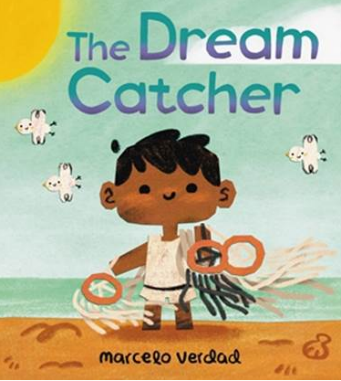 The Dream
Catcher
marcelo verdad